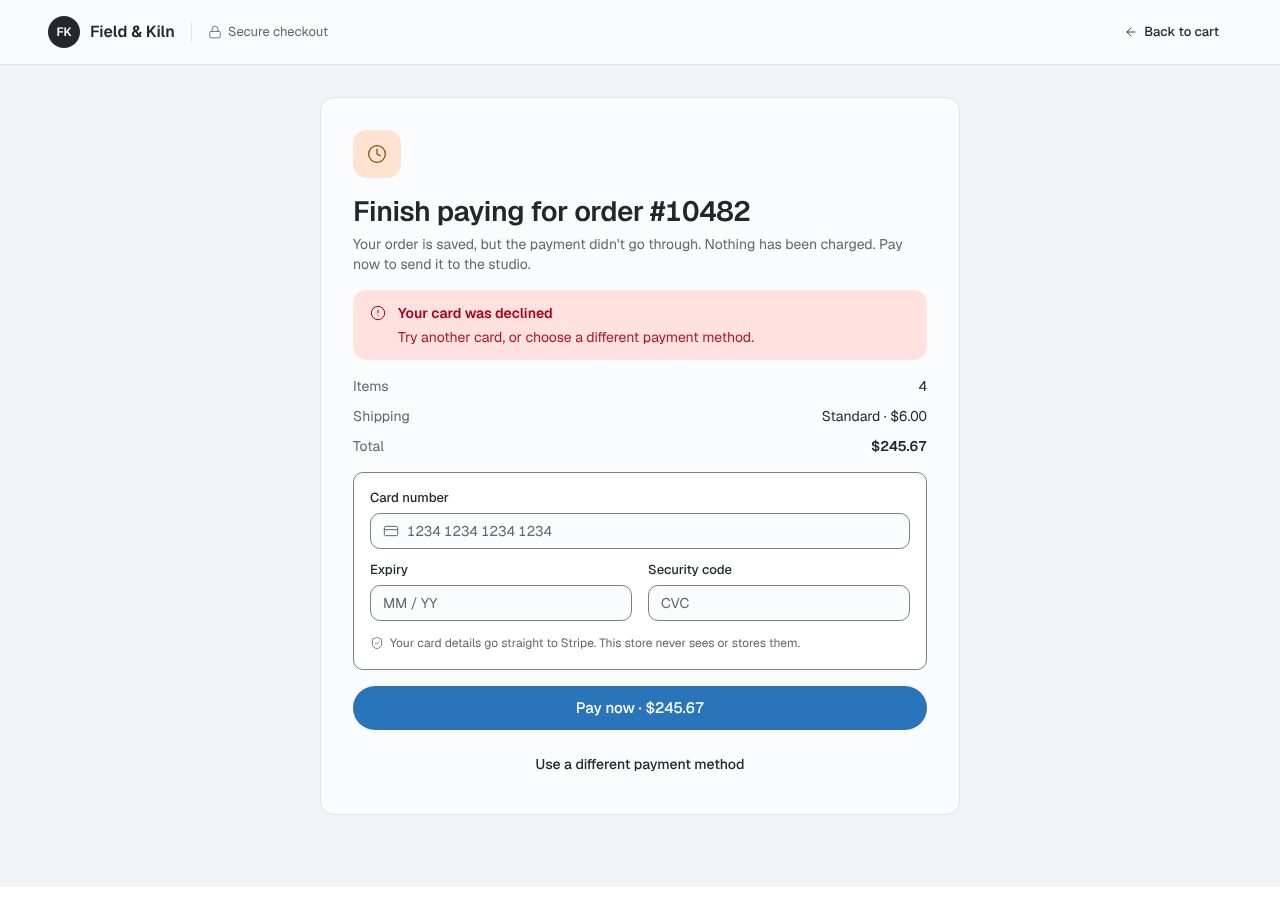 FK Field & Kiln Secure checkout Back to cart
Finish paying for order #10482
Your order is saved, but the payment didn't go through. Nothing has been charged. Pay
now to send it to the studio.
Your card was declined
Try another card, or choose a different payment method.
Items 4
Shipping Standard · $6.00
Total $245.67
Card number
1234 1234 1234 1234
Expiry Security code
MM / YY CVC
Your card details go straight to Stripe. This store never sees or stores them.
Pay now · $245.67
Use a different payment method